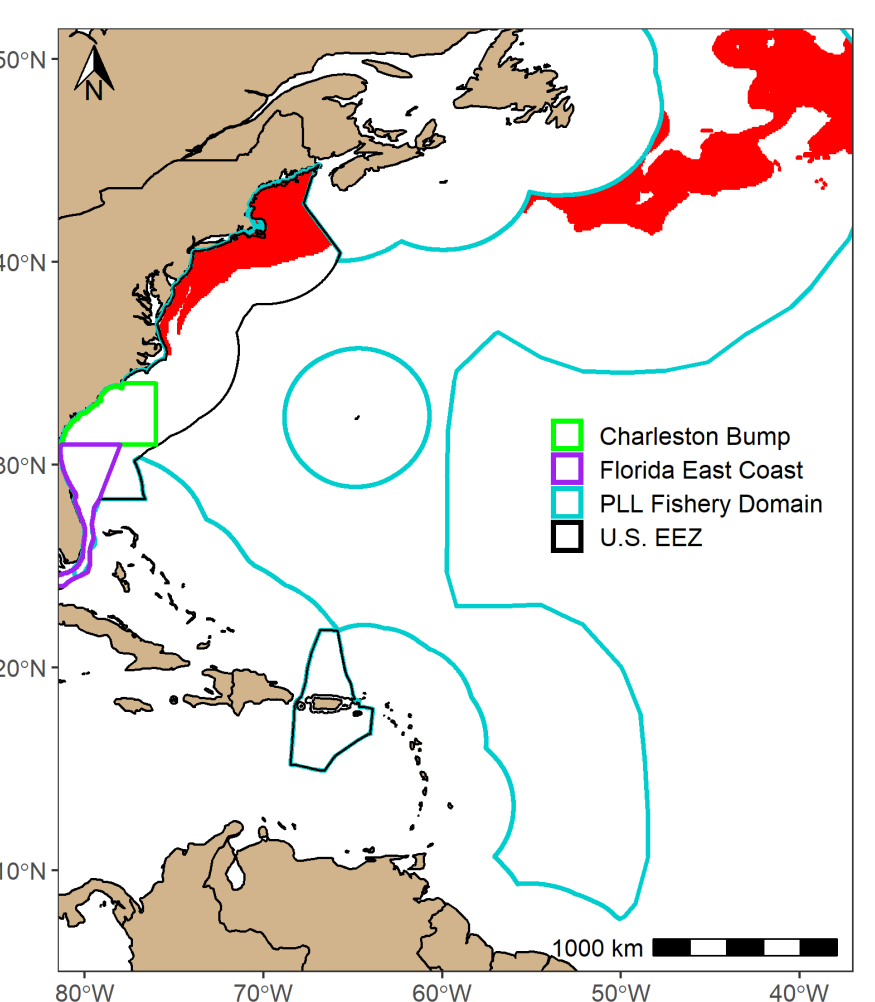 50°N
N
40°N
Charleston Bump
30°N
Florida East Coast
PLL Fishery Domain
U.S. EEZ
20°N
10°N
1000 km
80°W 70°W 60°W 50°W 40°W